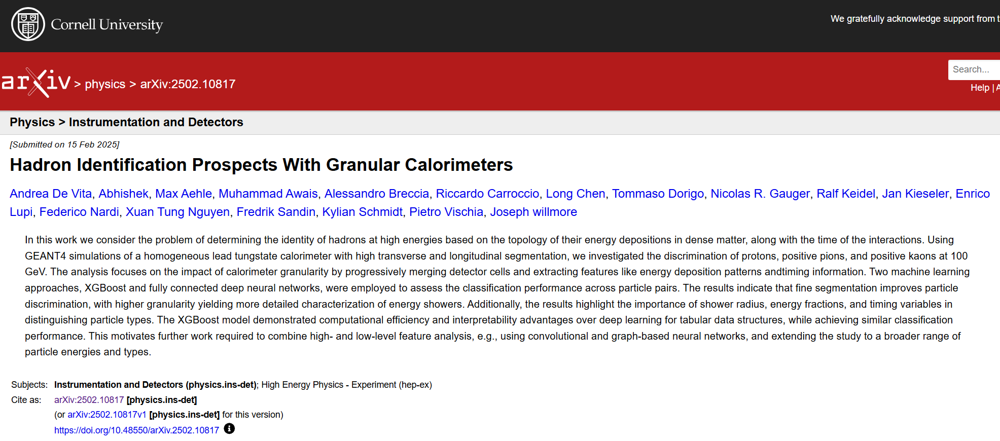 Cornell University
We gratefully acknowledge support from t
arXiv > physics > arXiv:2502.10817
Search...
Help | A
Physics > Instrumentation and Detectors
[Submitted on 15 Feb 2025]
Hadron Identification Prospects With Granular Calorimeters
Andrea De Vita, Abhishek, Max Aehle, Muhammad Awais, Alessandro Breccia, Riccardo Carroccio, Long Chen, Tommaso Dorigo, Nicolas R. Gauger, Ralf Keidel, Jan Kieseler, Enrico
Lupi, Federico Nardi, Xuan Tung Nguyen, Fredrik Sandin, Kylian Schmidt, Pietro Vischia, Joseph willmore
In this work we consider the problem of determining the identity of hadrons at high energies based on the topology of their energy depositions in dense matter, along with the time of the interactions. Using
GEANT4 simulations of a homogeneous lead tungstate calorimeter with high transverse and longitudinal segmentation, we investigated the discrimination of protons, positive pions, and positive kaons at 100
GeV. The analysis focuses on the impact of calorimeter granularity by progressively merging detector cells and extracting features like energy deposition patterns andtiming information. Two machine learning
approaches, XGBoost and fully connected deep neural networks, were employed to assess the classification performance across particle pairs. The results indicate that fine segmentation improves particle
discrimination, with higher granularity yielding more detailed characterization of energy showers. Additionally, the results highlight the importance of shower radius, energy fractions, and timing variables in
distinguishing particle types. The XGBoost model demonstrated computational efficiency and interpretability advantages over deep learning for tabular data structures, while achieving similar classification
performance. This motivates further work required to combine high- and low-level feature analysis, e.g., using convolutional and graph-based neural networks, and extending the study to a broader range of
particle energies and types.
Subjects: Instrumentation and Detectors (physics.ins-det); High Energy Physics - Experiment (hep-ex)
Cite as: arXiv:2502.10817 [physics.ins-det]
(or arXiv:2502.10817v1 [physics.ins-det] for this version)
https://doi.org/10.48550/arXiv.2502.10817